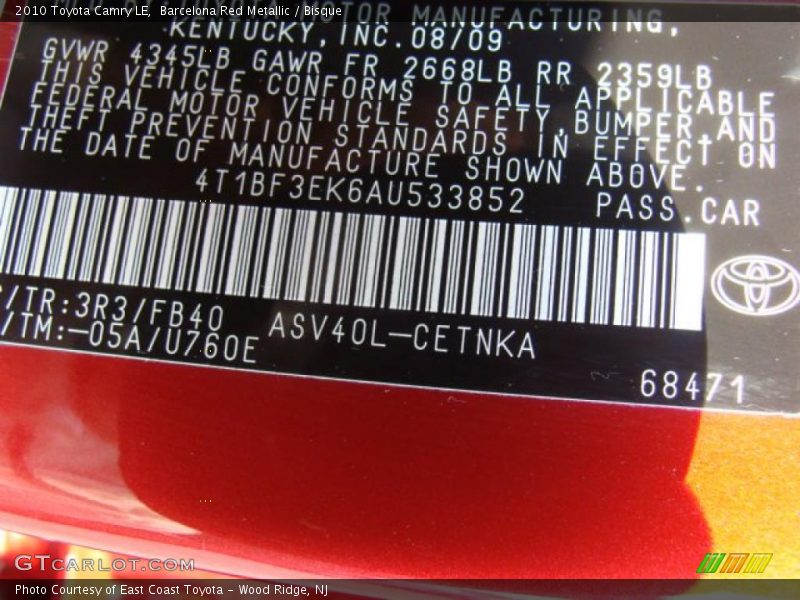 2010 Toyota Camry LE,  Barcelona Red Metallic / Bisque
MOTOR MANUFACTURING,
KENTUCKY,INC.08/09
GVWR 4345LB GAWR FR 2668LB RR 2359LB
THIS VEHICLE CONFORMS TO ALL APPLICABLE
FEDERAL MOTOR VEHICLE SAFETY,BUMPER,AND
THEFT PREVENTION STANDARDS IN EFFECT ON
THE DATE OF MANUFACTURE SHOWN ABOVE.
4T1BF3EK6AU533852 PASS.CAR
/TR:3R3/FB40 ASV40L-CETNKA
/TM:-05A/U760E
68471
GTcarlot.com
Photo Courtesy of East Coast Toyota - Wood Ridge, NJ